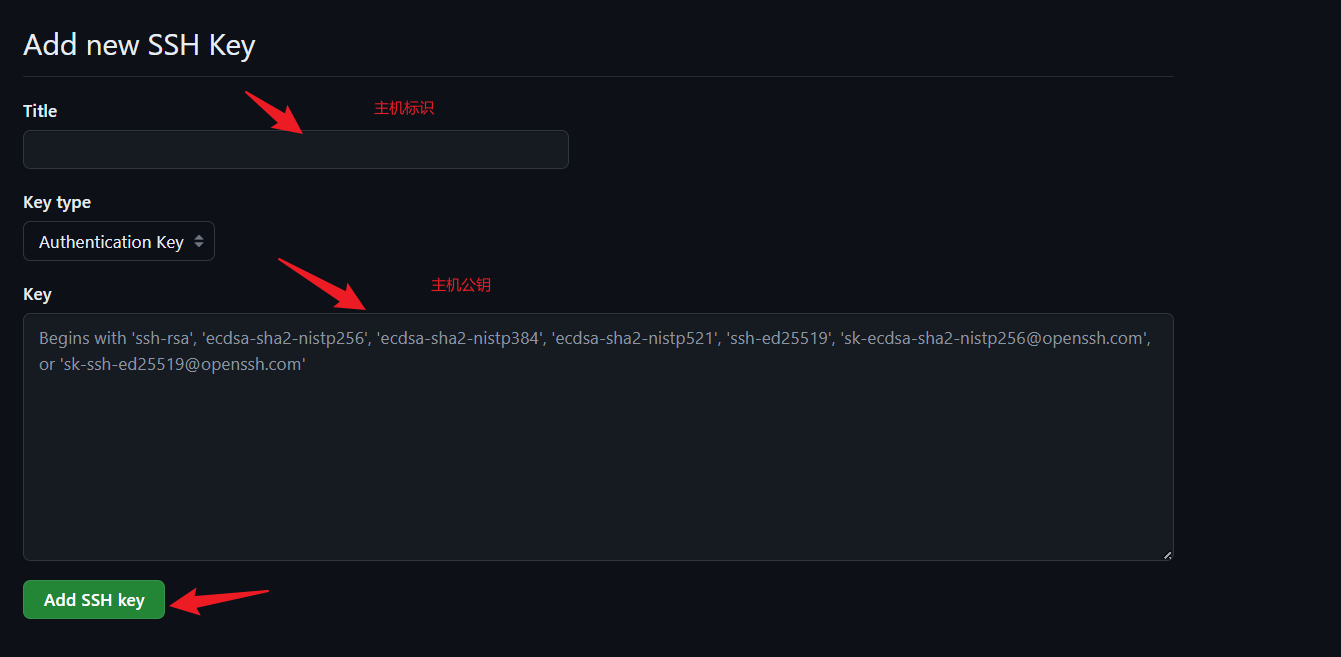 Add new SSH Key
Title
主机标识
Key type
Authentication Key
主机公钥
Key
Begins with 'ssh-rsa', 'ecdsa-sha2-nistp256', 'ecdsa-sha2-nistp384', 'ecdsa-sha2-nistp521', 'ssh-ed25519', 'sk-ecdsa-sha2-nistp256@openssh.com',
or 'sk-ssh-ed25519@openssh.com'
Add SSH key